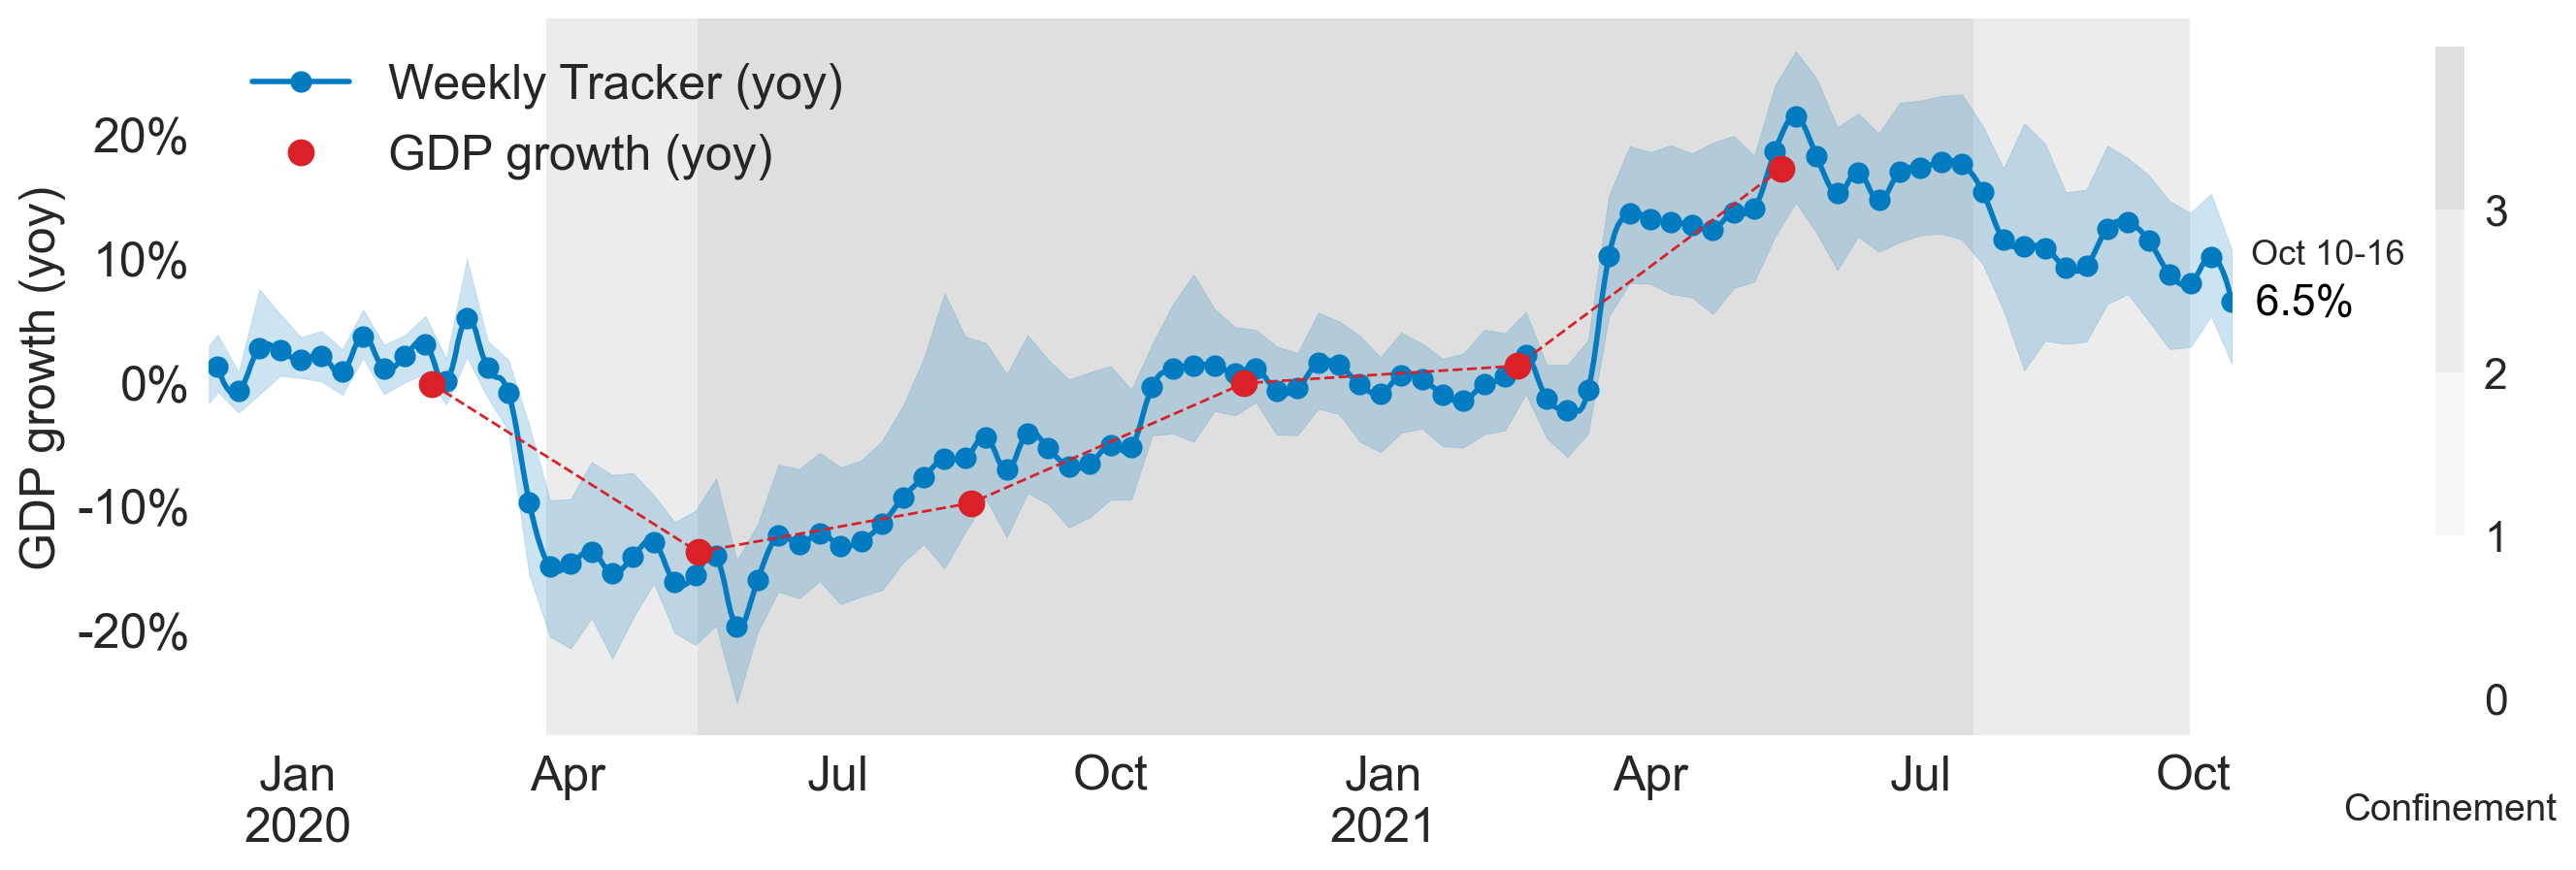 Weekly Tracker (yoy)
GDP growth (yoy)
GDP growth (yoy)
20%
10%
0%
-10%
-20%
Jan
2020
Apr
Jul
Oct
Jan
2021
Apr
Jul
Oct
Oct 10-16
6.5%
3
2
1
0
Confinement